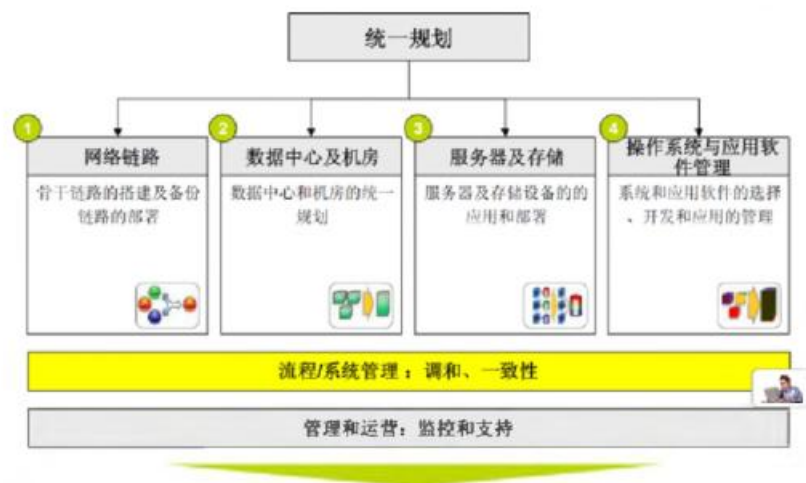 统一规划
1
网络链路
骨干链路的搭建及备份
链路的部署
2
数据中心及机房
数据中心和机房的统一
规划
3
服务器及存储
服务器及存储设备的的
应用和部署
4
操作系统与应用软
件管理
系统和应用软件的选择
、开发和应用的管理
流程/系统管理：调和、一致性
管理和运营：监控和支持